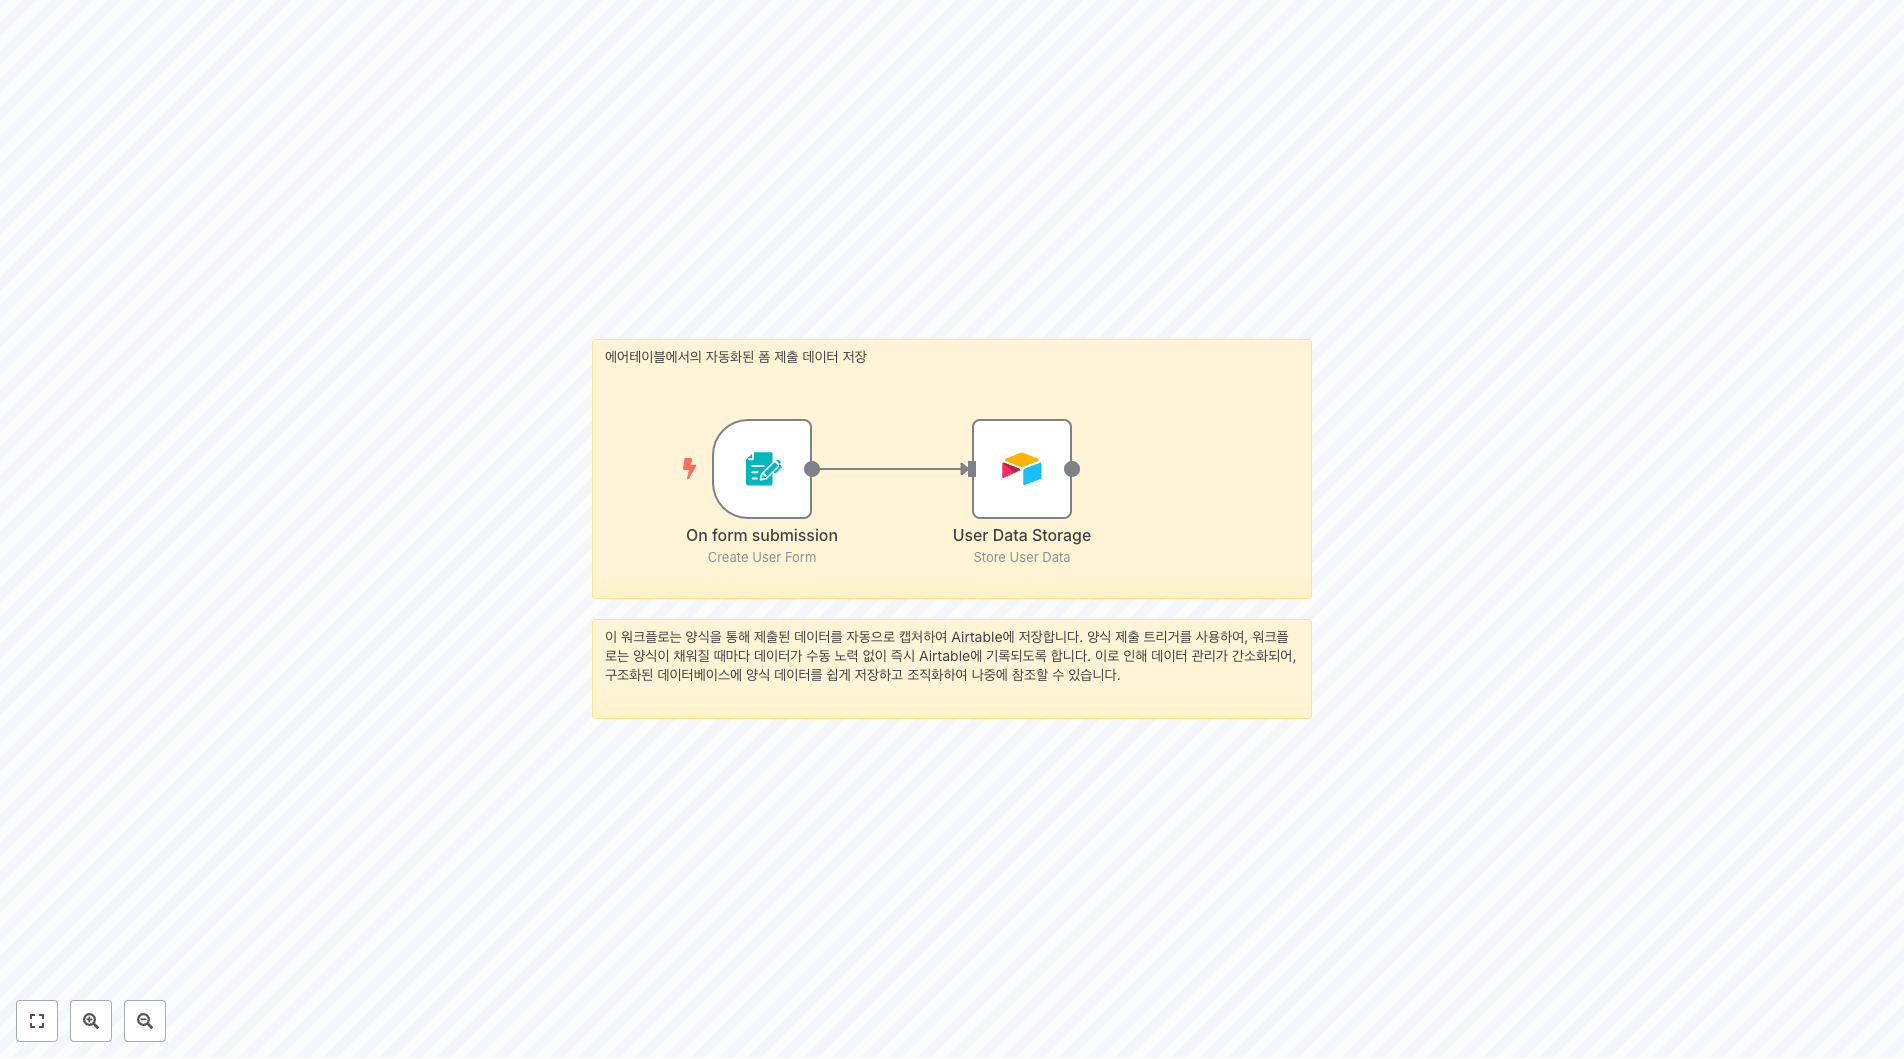 에어테이블에서의 자동화된 폼 제출 데이터 저장
On form submission
Create User Form
User Data Storage
Store User Data
이 워크플로는 양식을 통해 제출된 데이터를 자동으로 캡처하여 Airtable에 저장합니다. 양식 제출 트리거를 사용하여, 워크플
로는 양식이 채워질 때마다 데이터가 수동 노력 없이 즉시 Airtable에 기록되도록 합니다. 이로 인해 데이터 관리가 간소화되어,
구조화된 데이터베이스에 양식 데이터를 쉽게 저장하고 조직화하여 나중에 참조할 수 있습니다.